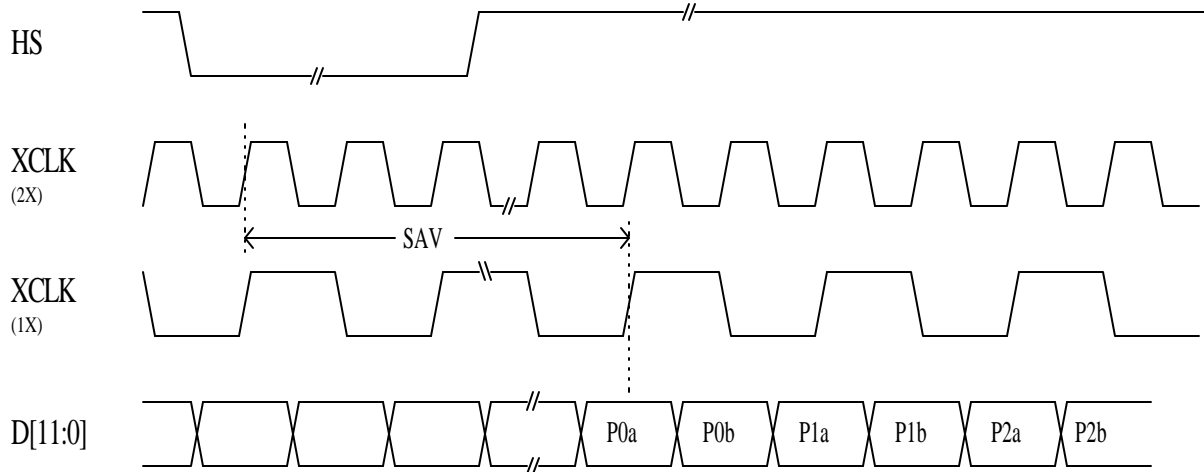 HS
XCLK
(2X)
SAV
XCLK
(1X)
D[11:0]
P0a P0b P1a P1b P2a P2b